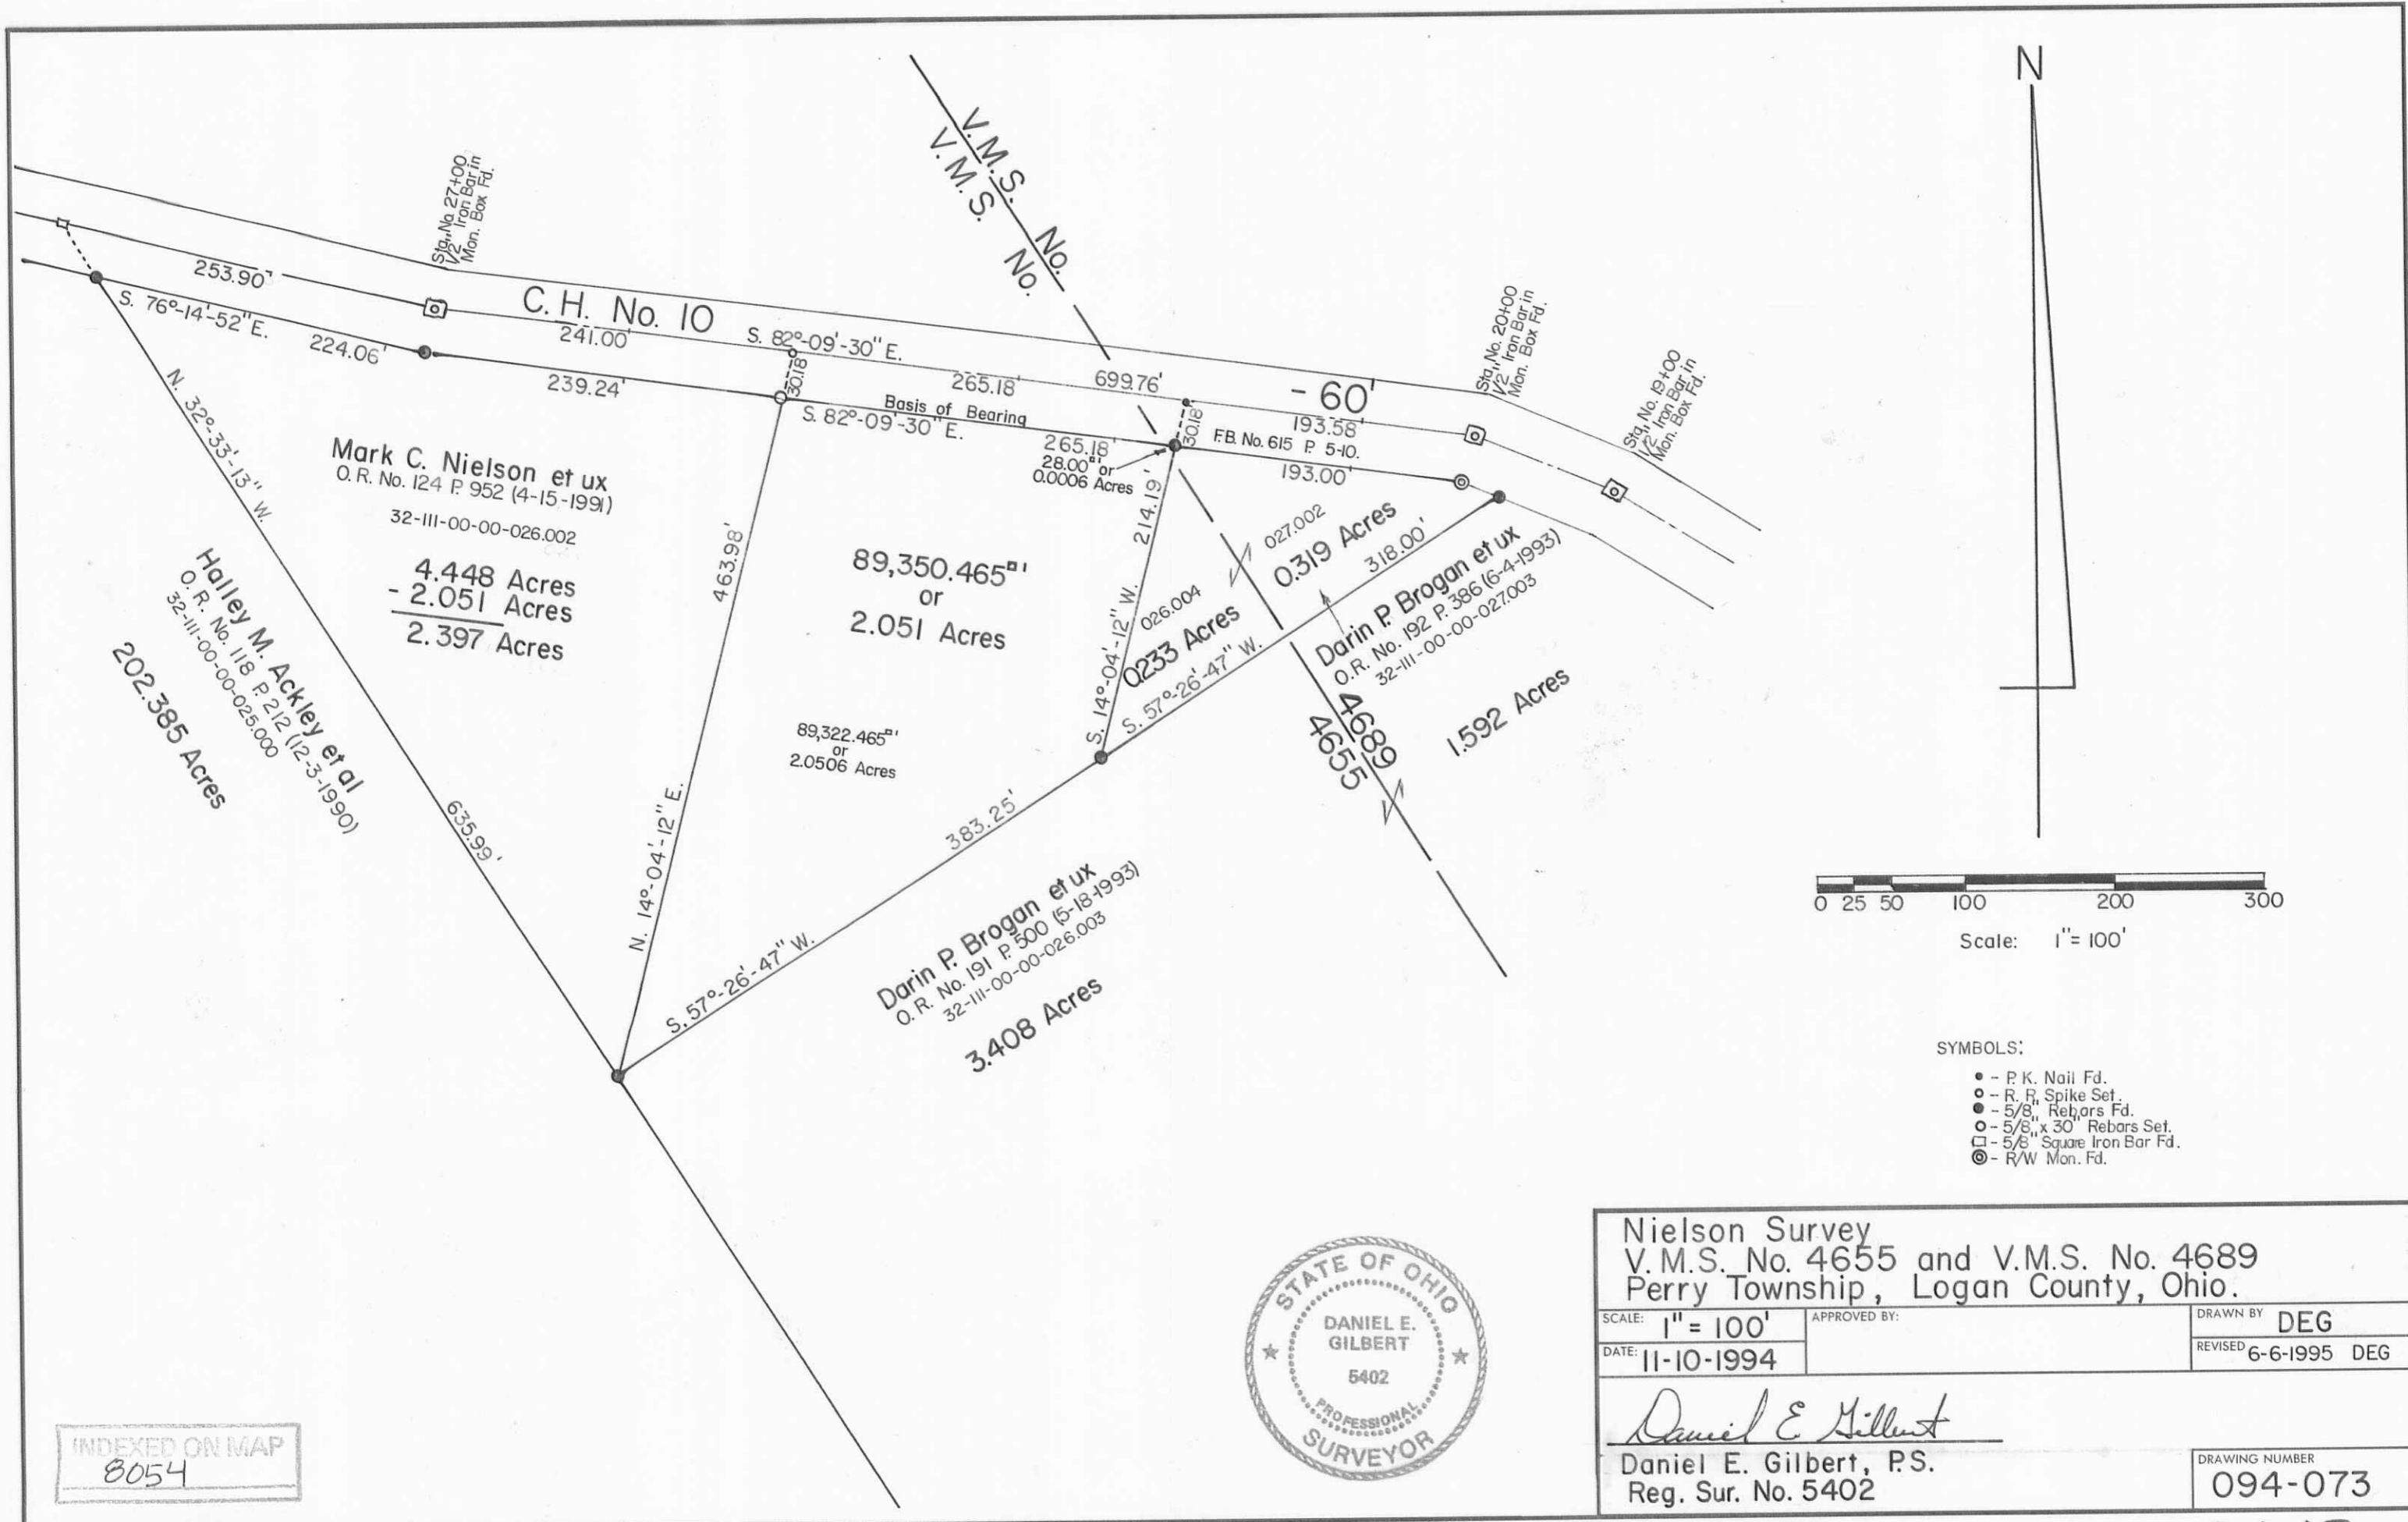 N
V.M.S. No.
V.M.S. No.
Sta. No. 27+00
1/2" Iron Bar in
Mon. Box Fd.
253.90'
S. 76°-14'-52" E.
224.06'
C. H. No. 10
241.00'
S. 82°-09'-30" E.
239.24'
30.18'
265.18'
699.76'
- 60'
Basis of Bearing
S. 82°-09'-30" E.
265.18'
28.00□' or
0.0006 Acres
30.18'
193.58'
F.B. No. 615 P. 5-10.
193.00'
Sta. No. 20+00
1/2" Iron Bar in
Mon. Box Fd.
Sta. No. 19+00
1/2" Iron Bar in
Mon. Box Fd.
N. 32°-33'-13" W.
635.99'
Mark C. Nielson et ux
O. R. No. 124 P. 952 (4-15-1991)
32-111-00-00-026.002
4.448 Acres
- 2.051 Acres
2.397 Acres
Halley M. Ackley et al
O. R. No. 118 P. 212 (12-3-1990)
32-111-00-00-025.000
202.385 Acres
463.98'
N. 14°-04'-12" E.
89,350.465□'
or
2.051 Acres
89,322.465□'
or
2.0506 Acres
214.19'
S. 14°-04'-12" W.
026.004
0.233 Acres
027.002
0.319 Acres
318.00'
S. 57°-26'-47" W.
Darin P. Brogan et ux
O.R. No. 192 P. 386 (6-4-1993)
32-111-00-00-027.003
1.592 Acres
4689
4655
383.25'
S. 57°-26'-47" W.
Darin P. Brogan et ux
O. R. No. 191 P. 500 (5-18-1993)
32-111-00-00-026.003
3.408 Acres
0 25 50 100 200 300
Scale: 1"= 100'
SYMBOLS:
- P. K. Nail Fd.
- R. R. Spike Set.
- 5/8" Rebars Fd.
- 5/8" x 30" Rebars Set.
- 5/8" Square Iron Bar Fd.
- R/W Mon. Fd.
STATE OF OHIO
DANIEL E.
GILBERT
5402
PROFESSIONAL
SURVEYOR
INDEXED ON MAP
8054
Nielson Survey
V. M. S. No. 4655 and V.M.S. No. 4689
Perry Township, Logan County, Ohio.
SCALE: 1" = 100'
APPROVED BY:
DRAWN BY DEG
DATE: 11-10-1994
REVISED 6-6-1995 DEG
Daniel E. Gilbert
Daniel E. Gilbert, P.S.
Reg. Sur. No. 5402
DRAWING NUMBER
094-073